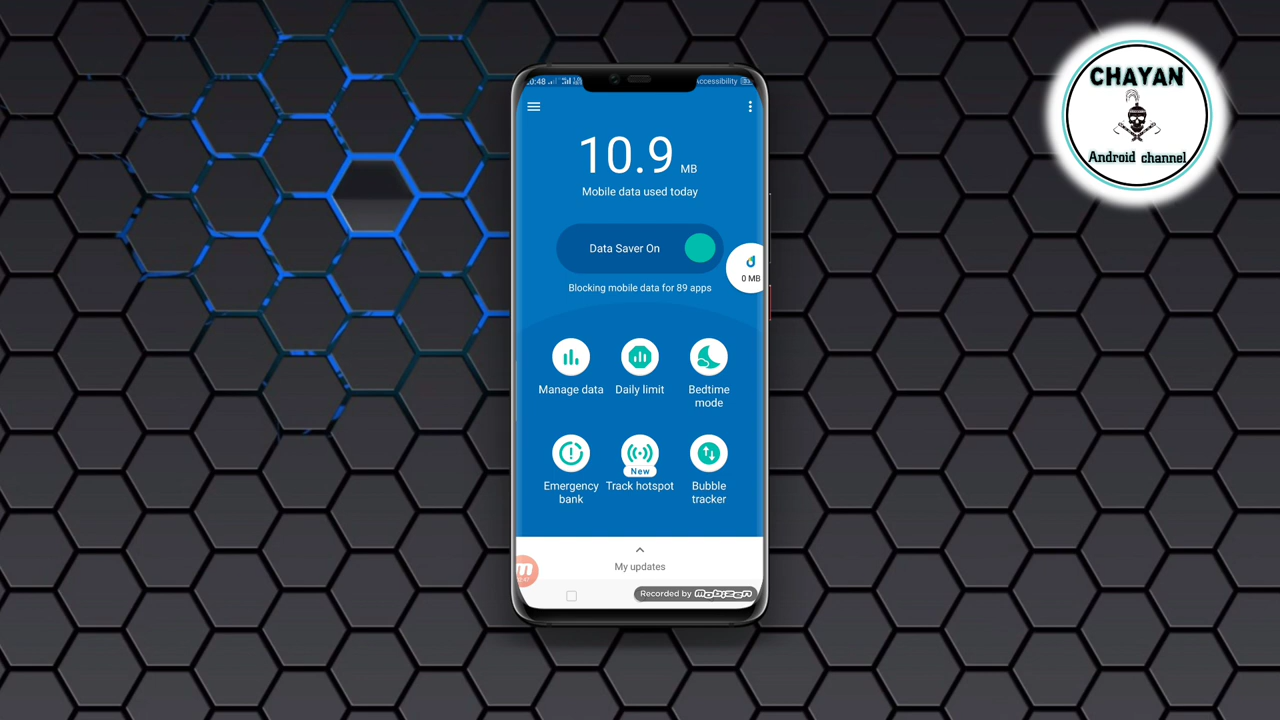 CHAYAN
Android channel
Accessibility
10.9 MB
Mobile data used today
Data Saver On
0 MB
Blocking mobile data for 89 apps
Manage data
Daily limit
Bedtime
mode
New
Emergency
bank
Track hotspot
Bubble
tracker
My updates
Recorded by mobizen